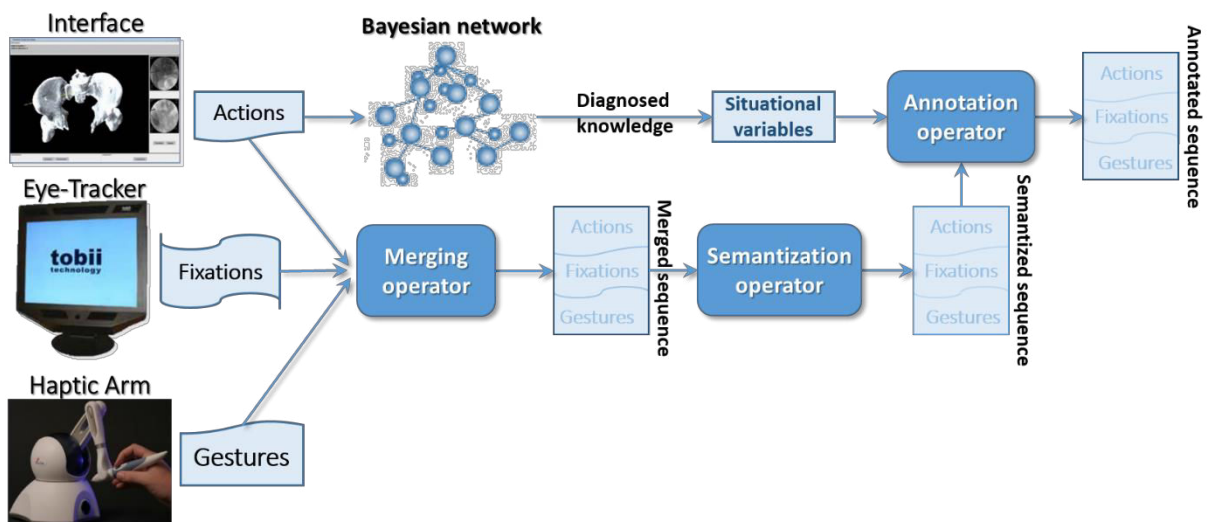 Interface
Actions
Bayesian network
Diagnosed
knowledge
Situational
variables
Annotation
operator
Actions
Fixations
Gestures
Annotated sequence
Eye-Tracker
tobii
technology
Fixations
Merging
operator
Actions
Fixations
Gestures
Merged sequence
Semantization
operator
Actions
Fixations
Gestures
Semantized sequence
Haptic Arm
Gestures